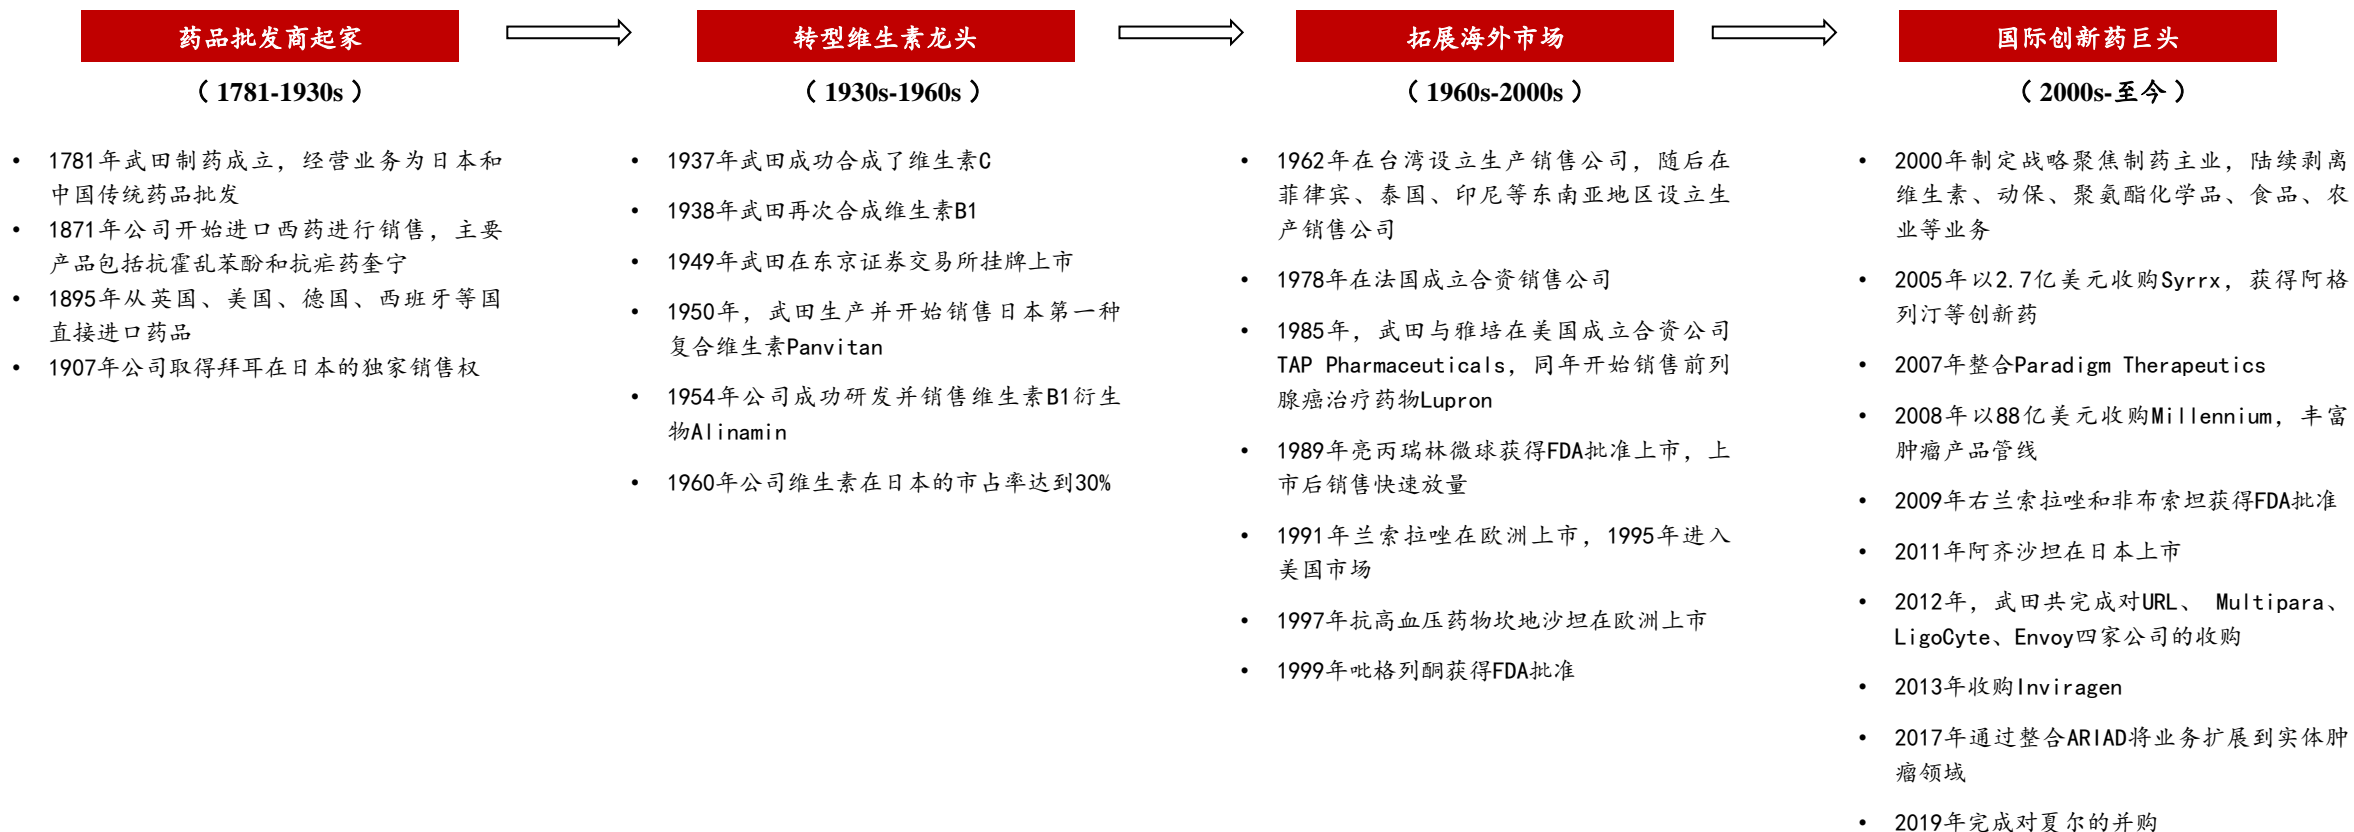 药品批发商起家
（1781-1930s）
• 1781年武田制药成立，经营业务为日本和
中国传统药品批发
• 1871年公司开始进口西药进行销售，主要
产品包括抗霍乱苯酚和抗疟药奎宁
• 1895年从英国、美国、德国、西班牙等国
直接进口药品
• 1907年公司取得拜耳在日本的独家销售权
转型维生素龙头
（1930s-1960s）
• 1937年武田成功合成了维生素C
• 1938年武田再次合成维生素B1
• 1949年武田在东京证券交易所挂牌上市
• 1950年，武田生产并开始销售日本第一种
复合维生素Panvitan
• 1954年公司成功研发并销售维生素B1衍生
物Alinamin
• 1960年公司维生素在日本的市占率达到30%
拓展海外市场
（1960s-2000s）
• 1962年在台湾设立生产销售公司，随后在
菲律宾、泰国、印尼等东南亚地区设立生
产销售公司
• 1978年在法国成立合资销售公司
• 1985年，武田与雅培在美国成立合资公司
TAP Pharmaceuticals，同年开始销售前列
腺癌治疗药物Lupron
• 1989年亮丙瑞林微球获得FDA批准上市，上
市后销售快速放量
• 1991年兰索拉唑在欧洲上市，1995年进入
美国市场
• 1997年抗高血压药物坎地沙坦在欧洲上市
• 1999年吡格列酮获得FDA批准
国际创新药巨头
（2000s-至今）
• 2000年制定战略聚焦制药主业，陆续剥离
维生素、动保、聚氨酯化学品、食品、农
业等业务
• 2005年以2.7亿美元收购Syrrx，获得阿格
列汀等创新药
• 2007年整合Paradigm Therapeutics
• 2008年以88亿美元收购Millennium，丰富
肿瘤产品管线
• 2009年右兰索拉唑和非布索坦获得FDA批准
• 2011年阿齐沙坦在日本上市
• 2012年，武田共完成对URL、 Multipara、
LigoCyte、Envoy四家公司的收购
• 2013年收购Inviragen
• 2017年通过整合ARIAD将业务扩展到实体肿
瘤领域
• 2019年完成对夏尔的并购